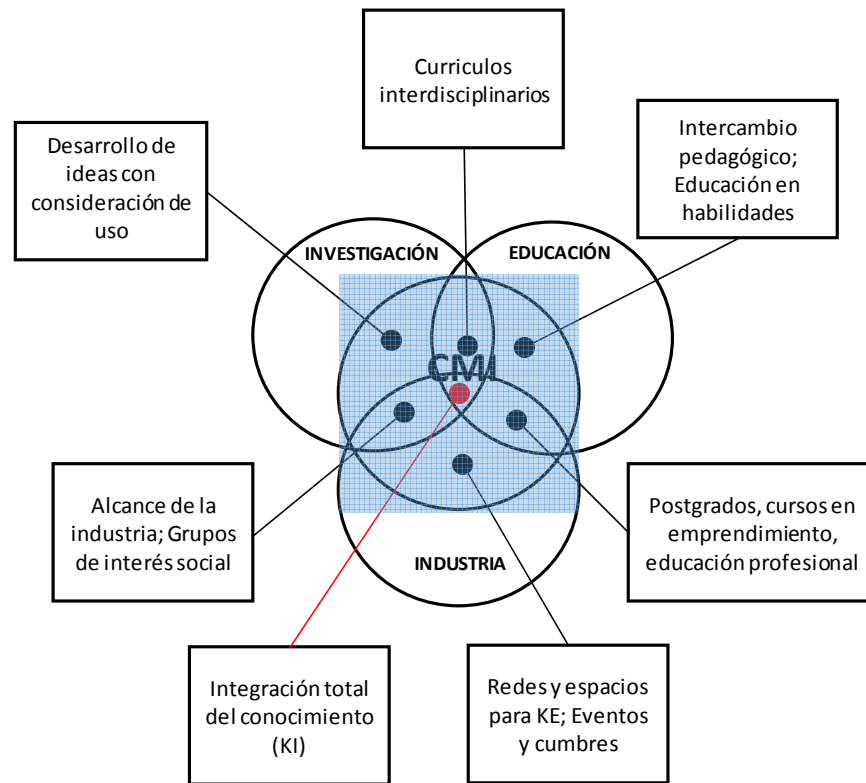 Curriculos
interdisciplinarios
Intercambio
pedagógico;
Educación en
habilidades
Desarrollo de
ideas con
consideración de
uso
INVESTIGACIÓN
EDUCACIÓN
CMI
Alcance de la
industria; Grupos
de interés social
Postgrados, cursos en
emprendimiento,
educación profesional
INDUSTRIA
Integración total
del conocimiento
(KI)
Redes y espacios
para KE; Eventos
y cumbres